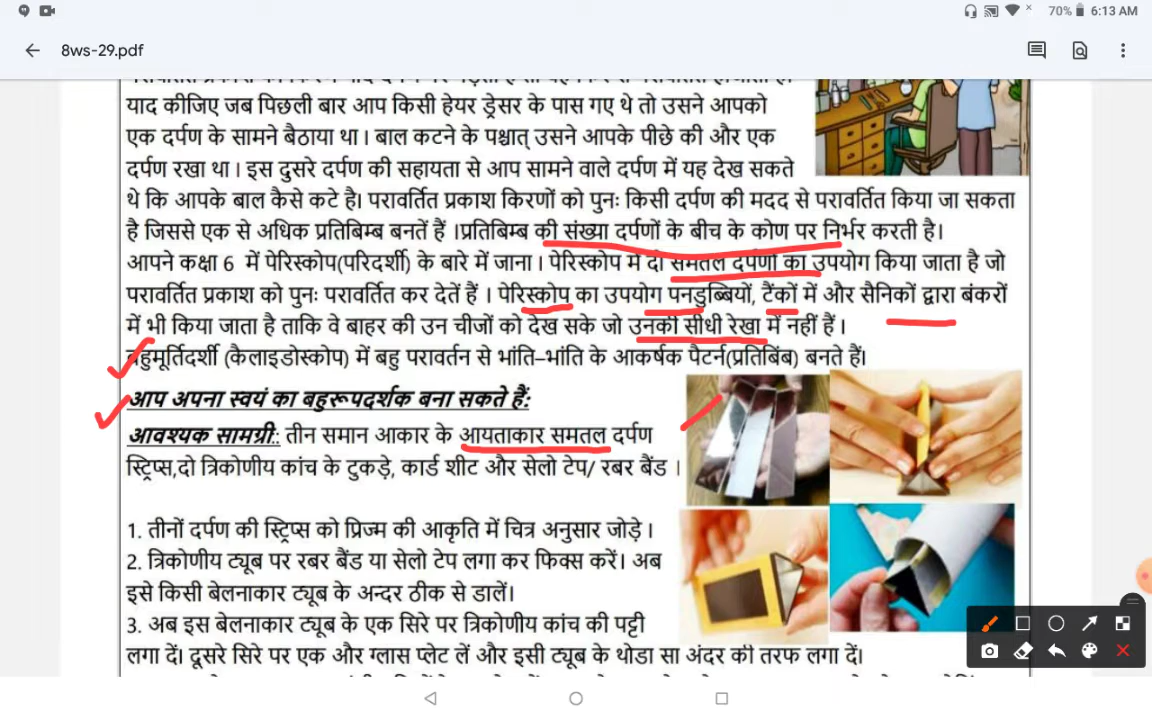 70% 6:13 AM
8ws-29.pdf
याद कीजिए जब पिछली बार आप किसी हेयर ड्रेसर के पास गए थे तो उसने आपको
एक दर्पण के सामने बैठाया था। बाल कटने के पश्चात् उसने आपके पीछे की और एक
दर्पण रखा था। इस दुसरे दर्पण की सहायता से आप सामने वाले दर्पण में यह देख सकते
थे कि आपके बाल कैसे कटे है। परावर्तित प्रकाश किरणों को पुनः किसी दर्पण की मदद से परावर्तित किया जा सकता
है जिससे एक से अधिक प्रतिबिम्ब बनतें हैं ।प्रतिबिम्ब की संख्या दर्पणों के बीच के कोण पर निर्भर करती है।
आपने कक्षा 6 में पेरिस्कोप(परिदर्शी) के बारे में जाना। पेरिस्कोप में दो समतल दर्पणों का उपयोग किया जाता है जो
परावर्तित प्रकाश को पुनः परावर्तित कर देतें हैं । पेरिस्कोप का उपयोग पनडुब्बियों, टैंकों में और सैनिकों द्वारा बंकरों
में भी किया जाता है ताकि वे बाहर की उन चीजों को देख सके जो उनकी सीधी रेखा में नहीं हैं।
बहुमूर्तिदर्शी (कैलाइडोस्कोप) में बहु परावर्तन से भांति–भांति के आकर्षक पैटर्न(प्रतिबिंब) बनते हैं।
आप अपना स्वयं का बहुरूपदर्शक बना सकते हैं:
आवश्यक सामग्री:: तीन समान आकार के आयताकार समतल दर्पण
स्ट्रिप्स,दो त्रिकोणीय कांच के टुकड़े, कार्ड शीट और सेलो टेप/ रबर बैंड ।
1. तीनों दर्पण की स्ट्रिप्स को प्रिज्म की आकृति में चित्र अनुसार जोड़े ।
2. त्रिकोणीय ट्यूब पर रबर बैंड या सेलो टेप लगा कर फिक्स करें। अब
इसे किसी बेलनाकार ट्यूब के अन्दर ठीक से डालें।
3. अब इस बेलनाकार ट्यूब के एक सिरे पर त्रिकोणीय कांच की पट्टी
लगा दें। दूसरे सिरे पर एक और ग्लास प्लेट लें और इसी ट्यूब के थोडा सा अंदर की तरफ लगा दें।